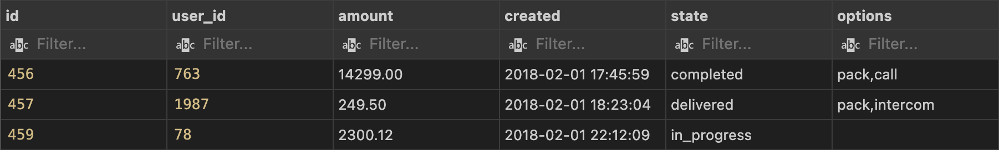 id user_id amount created state options
abc Filter... abc Filter... abc Filter... abc Filter... abc Filter... abc Filter...
456 763 14299.00 2018-02-01 17:45:59 completed pack,call
457 1987 249.50 2018-02-01 18:23:04 delivered pack,intercom
459 78 2300.12 2018-02-01 22:12:09 in_progress